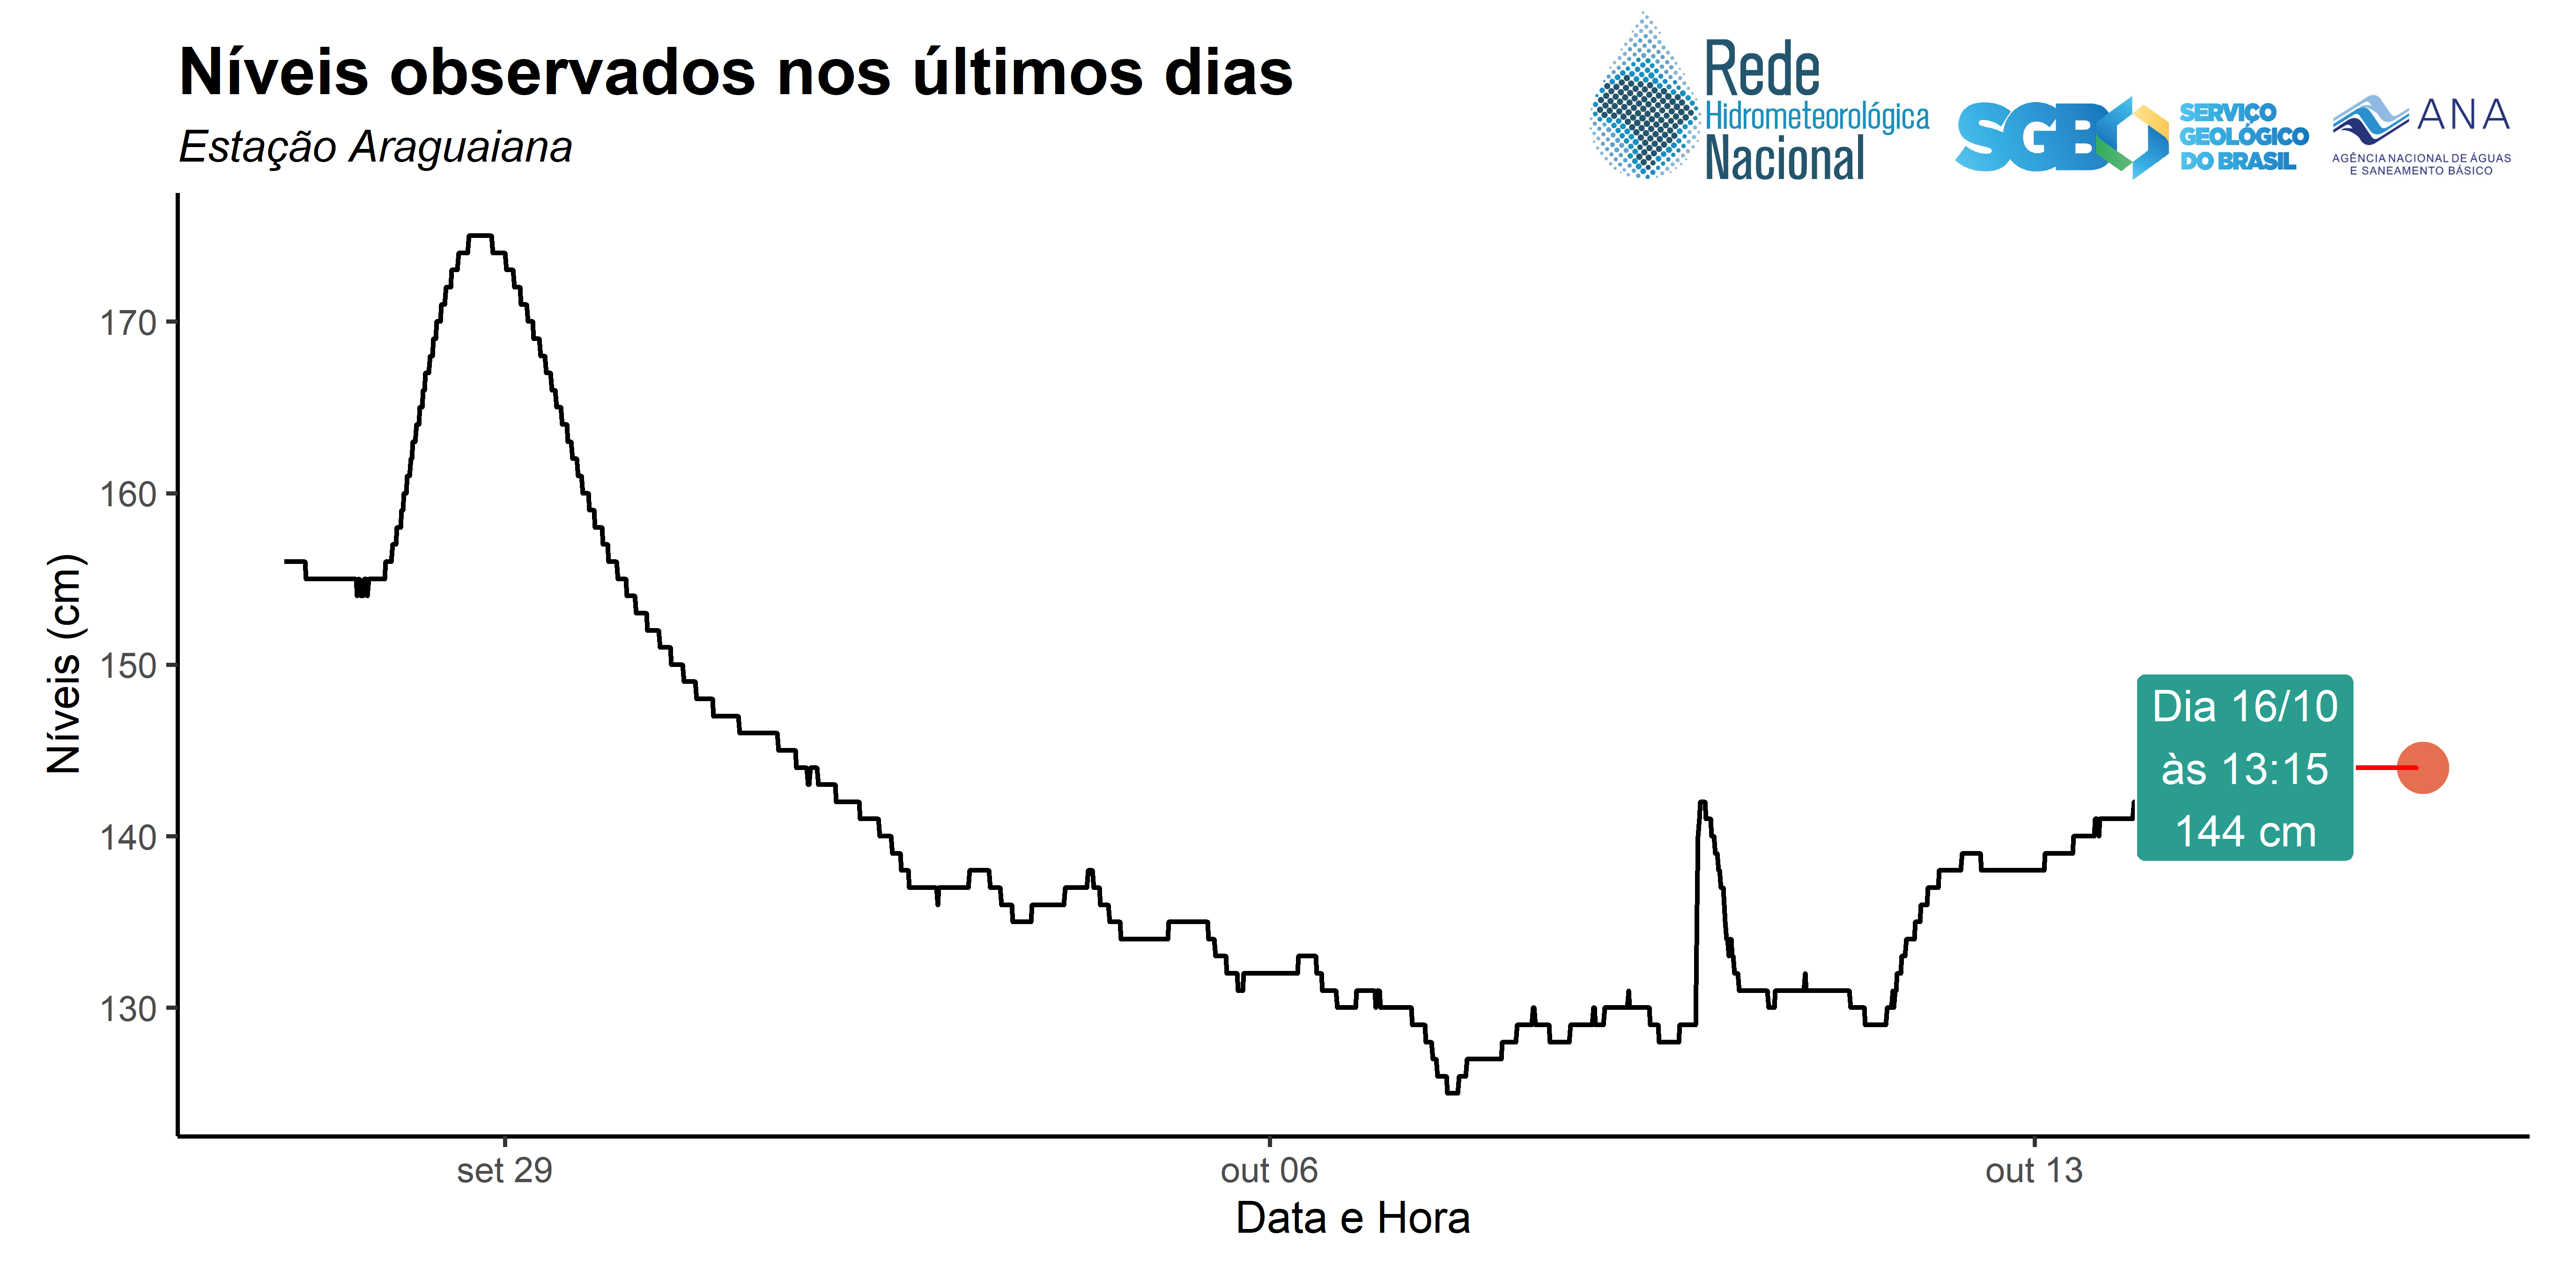 Níveis observados nos últimos dias
Estação Araguaiana
Rede
Hidrometeorológica
Nacional
SGB
SERVIÇO
GEOLÓGICO
DO BRASIL
ANA
AGÊNCIA NACIONAL DE ÁGUAS
E SANEAMENTO BÁSICO
Níveis (cm)
170
160
150
140
130
Dia 16/10
às 13:15
144 cm
set 29
out 06
out 13
Data e Hora